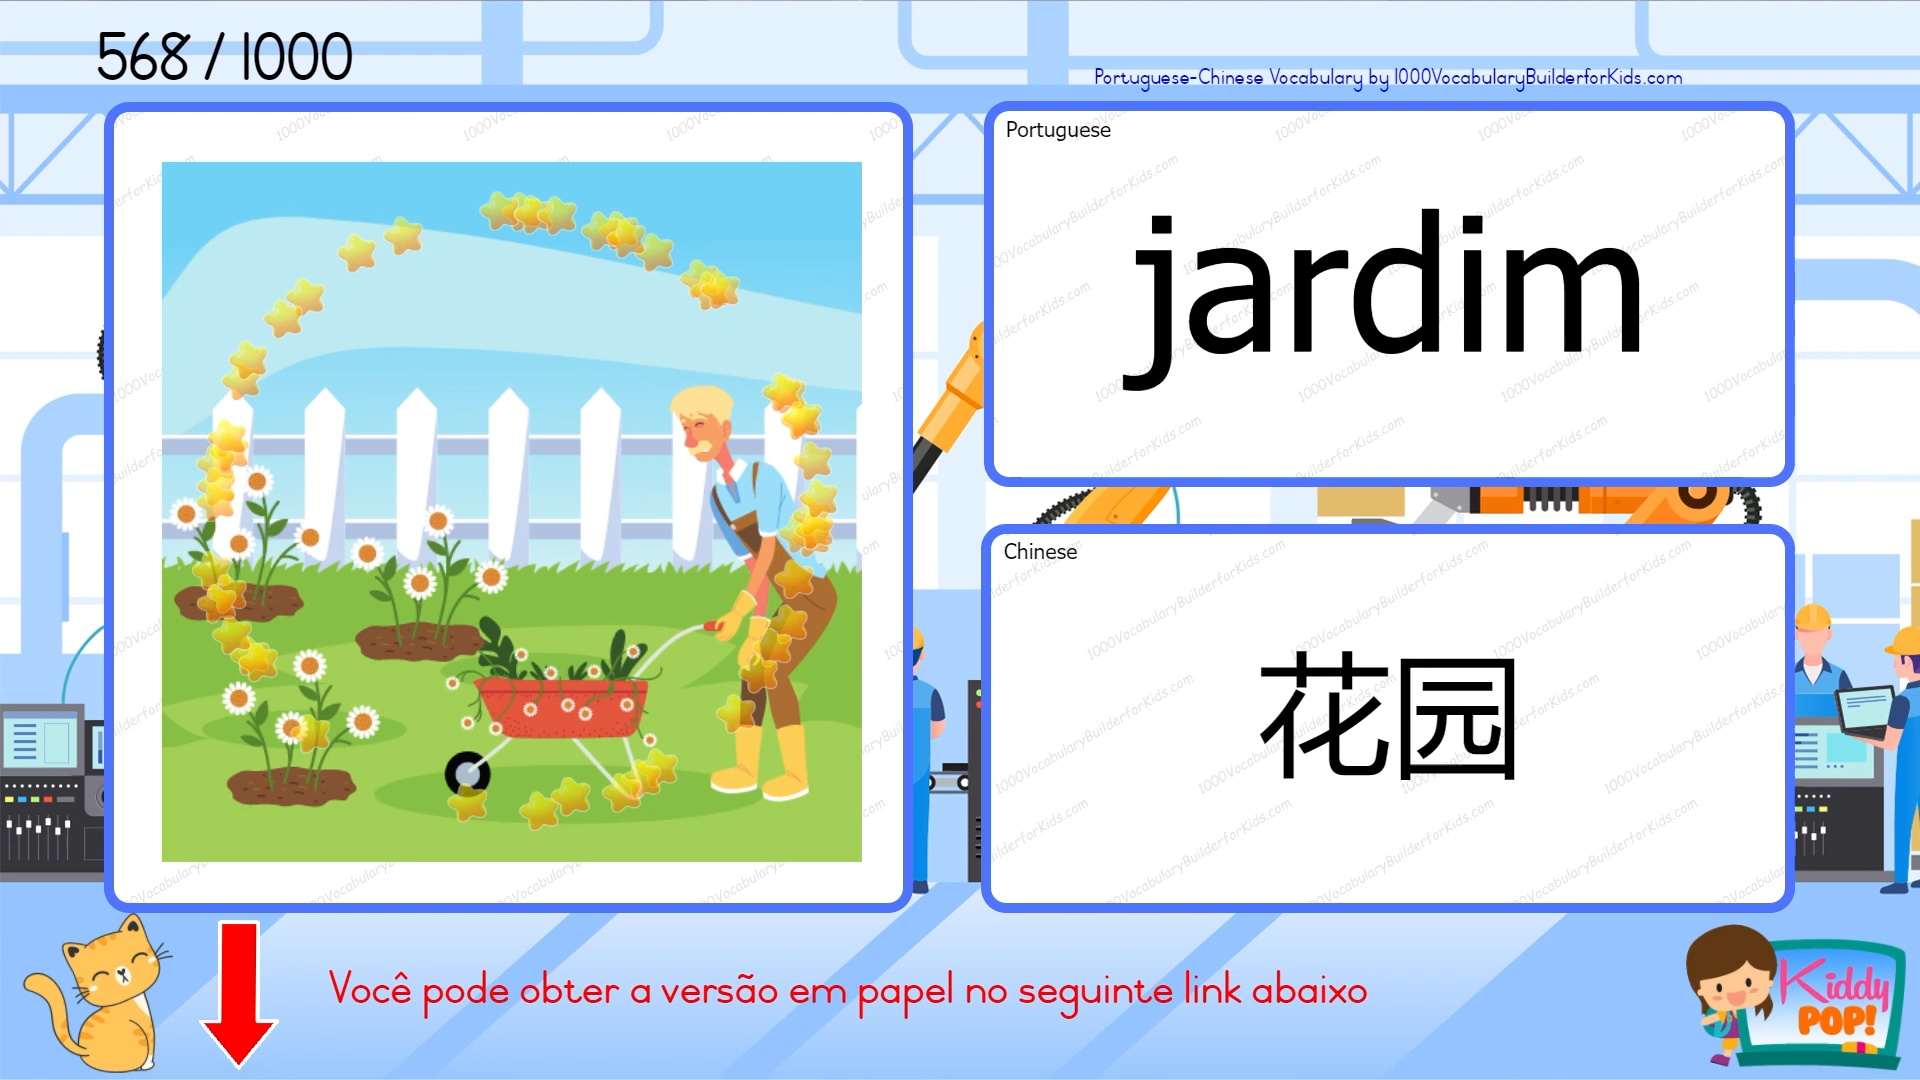 568 / 1000
Portuguese-Chinese Vocabulary by 1000VocabularyBuilderforKids.com
Portuguese
jardim
Chinese
花园
Você pode obter a versão em papel no seguinte link abaixo
Kiddy
POP!